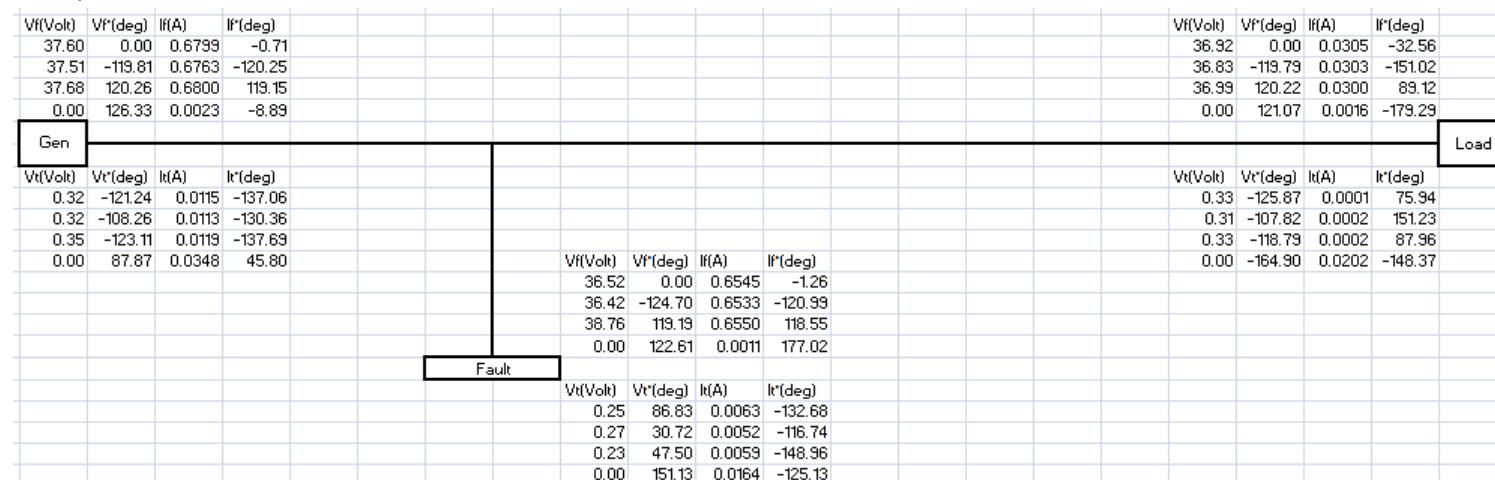 Vf(Volt) Vf°(deg) If(A) If°(deg)
37.60 0.00 0.6799 -0.71
37.51 -119.81 0.6763 -120.25
37.68 120.26 0.6800 119.15
0.00 126.33 0.0023 -8.89
Vf(Volt) Vf°(deg) If(A) If°(deg)
36.92 0.00 0.0305 -32.56
36.83 -119.79 0.0303 -151.02
36.99 120.22 0.0300 89.12
0.00 121.07 0.0016 -179.29
Gen
Load
Vt(Volt) Vt°(deg) It(A) It°(deg)
0.32 -121.24 0.0115 -137.06
0.32 -108.26 0.0113 -130.36
0.35 -123.11 0.0119 -137.69
0.00 87.87 0.0348 45.80
Vt(Volt) Vt°(deg) It(A) It°(deg)
0.33 -125.87 0.0001 75.94
0.31 -107.82 0.0002 151.23
0.33 -118.79 0.0002 87.96
0.00 -164.90 0.0202 -148.37
Vf(Volt) Vf°(deg) If(A) If°(deg)
36.52 0.00 0.6545 -1.26
36.42 -124.70 0.6533 -120.99
38.76 119.19 0.6550 118.55
0.00 122.61 0.0011 177.02
Fault
Vt(Volt) Vt°(deg) It(A) It°(deg)
0.25 86.83 0.0063 -132.68
0.27 30.72 0.0052 -116.74
0.23 47.50 0.0059 -148.96
0.00 151.13 0.0164 -125.13